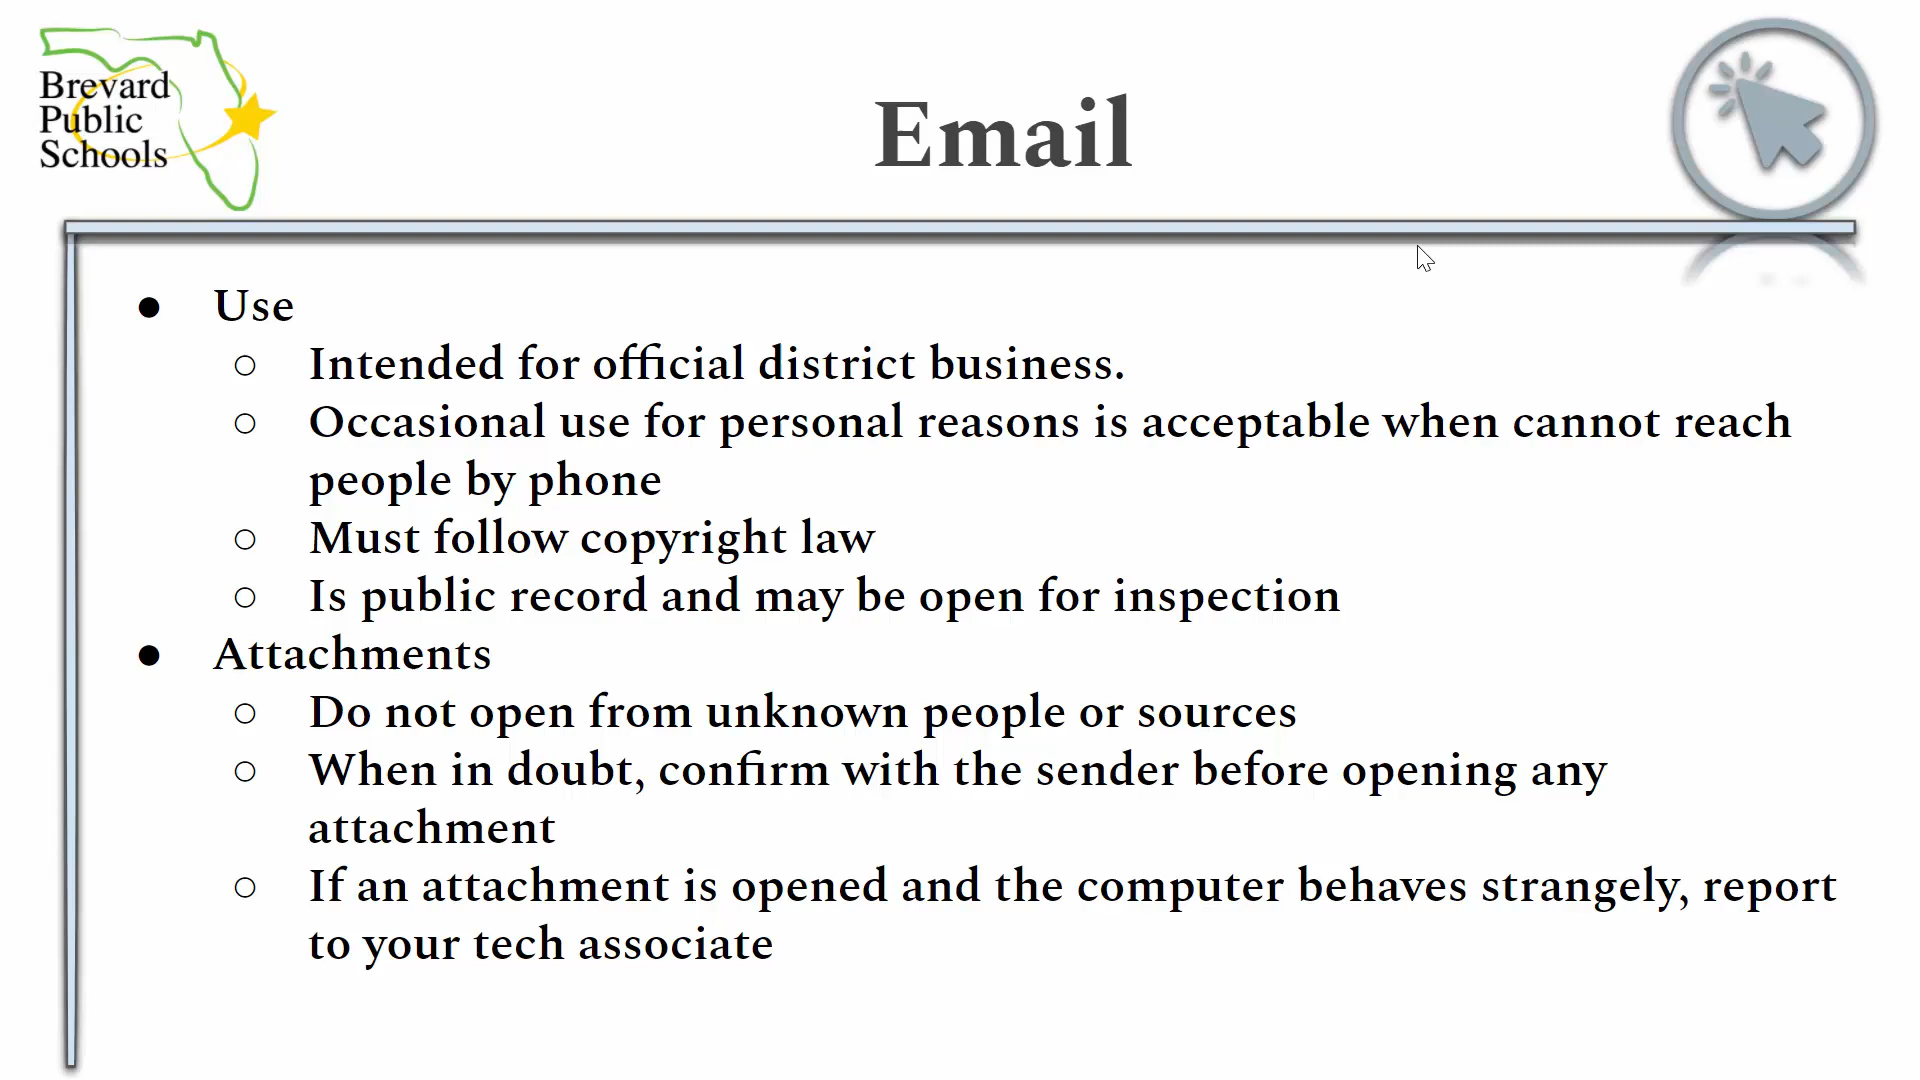 Brevard
Public
Schools
Email
● Use
○ Intended for official district business.
○ Occasional use for personal reasons is acceptable when cannot reach
people by phone
○ Must follow copyright law
○ Is public record and may be open for inspection
● Attachments
○ Do not open from unknown people or sources
○ When in doubt, confirm with the sender before opening any
attachment
○ If an attachment is opened and the computer behaves strangely, report
to your tech associate